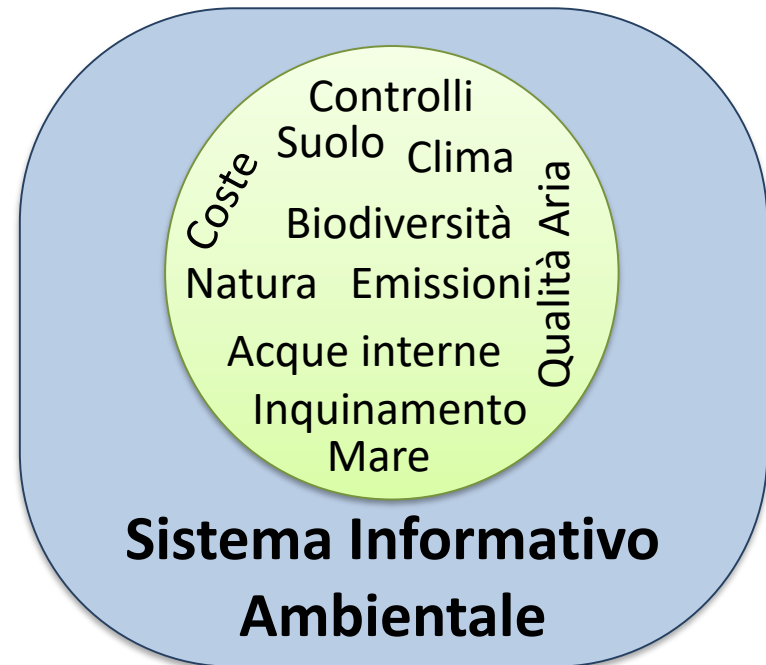 Controlli
Suolo
Clima
Coste
Qualità Aria
Biodiversità
Natura
Emissioni
Acque interne
Inquinamento
Mare
Sistema Informativo
Ambientale